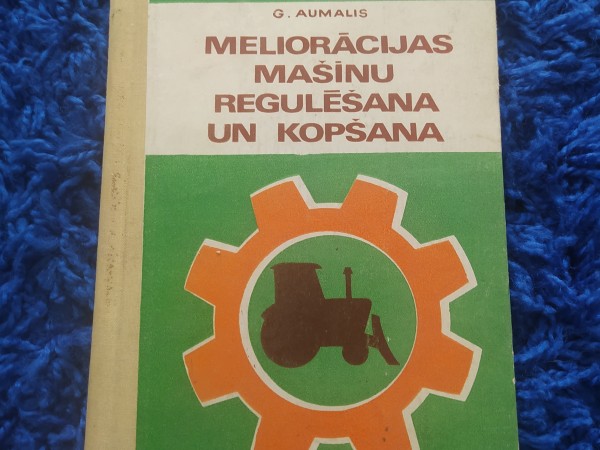 G. AUMALIS
MELIORĀCIJAS
MAŠĪNU
REGULĒŠANA
UN KOPŠANA